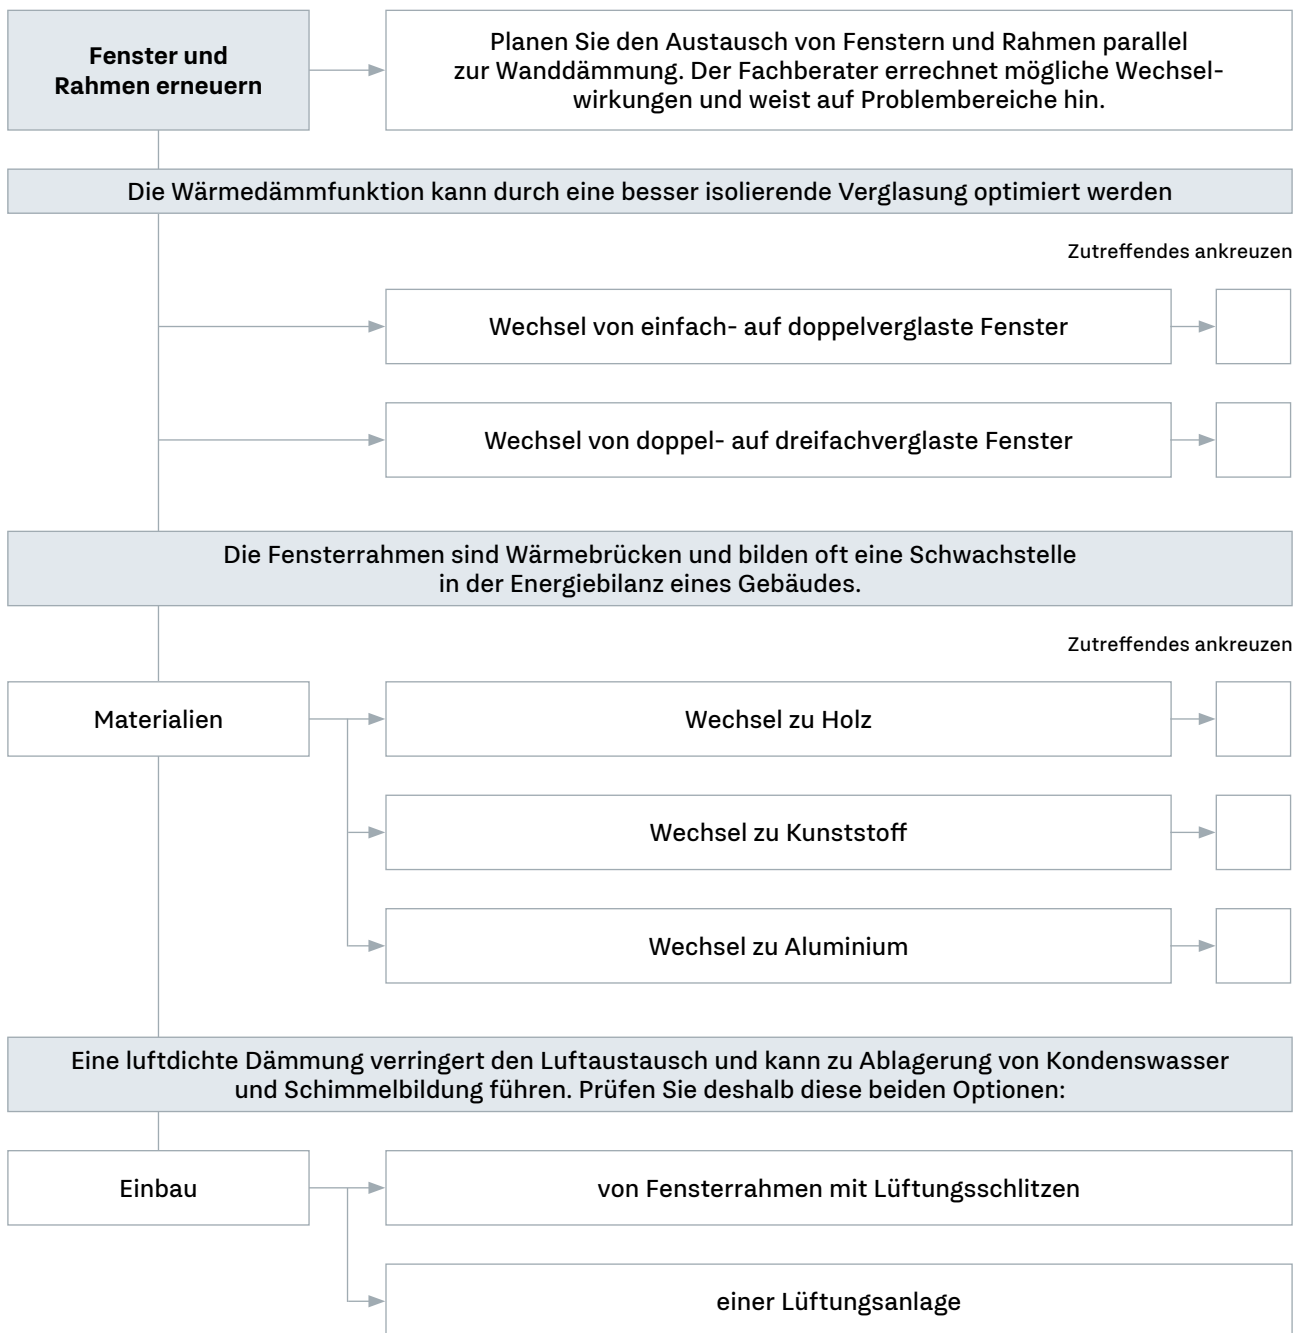 Fenster und
Rahmen erneuern
Planen Sie den Austausch von Fenstern und Rahmen parallel
zur Wanddämmung. Der Fachberater errechnet mögliche Wechsel-
wirkungen und weist auf Problembereiche hin.
Die Wärmedämmfunktion kann durch eine besser isolierende Verglasung optimiert werden
Zutreffendes ankreuzen
Wechsel von einfach- auf doppelverglaste Fenster
Wechsel von doppel- auf dreifachverglaste Fenster
Die Fensterrahmen sind Wärmebrücken und bilden oft eine Schwachstelle
in der Energiebilanz eines Gebäudes.
Zutreffendes ankreuzen
Materialien
Wechsel zu Holz
Wechsel zu Kunststoff
Wechsel zu Aluminium
Eine luftdichte Dämmung verringert den Luftaustausch und kann zu Ablagerung von Kondenswasser
und Schimmelbildung führen. Prüfen Sie deshalb diese beiden Optionen:
Einbau
von Fensterrahmen mit Lüftungsschlitzen
einer Lüftungsanlage